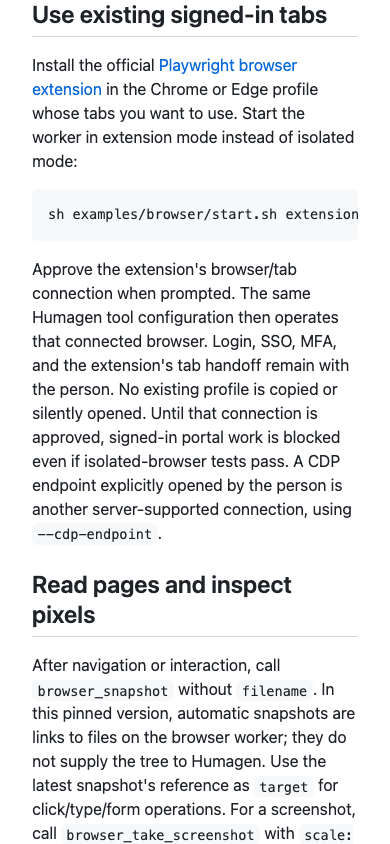 Use existing signed-in tabs
Install the official Playwright browser
extension in the Chrome or Edge profile
whose tabs you want to use. Start the
worker in extension mode instead of isolated
mode:
sh examples/browser/start.sh extension
Approve the extension's browser/tab
connection when prompted. The same
Humagen tool configuration then operates
that connected browser. Login, SSO, MFA,
and the extension's tab handoff remain with
the person. No existing profile is copied or
silently opened. Until that connection is
approved, signed-in portal work is blocked
even if isolated-browser tests pass. A CDP
endpoint explicitly opened by the person is
another server-supported connection, using
--cdp-endpoint.
Read pages and inspect
pixels
After navigation or interaction, call
browser_snapshot without filename. In
this pinned version, automatic snapshots are
links to files on the browser worker; they do
not supply the tree to Humagen. Use the
latest snapshot's reference as target for
click/type/form operations. For a screenshot,
call browser_take_screenshot with scale: